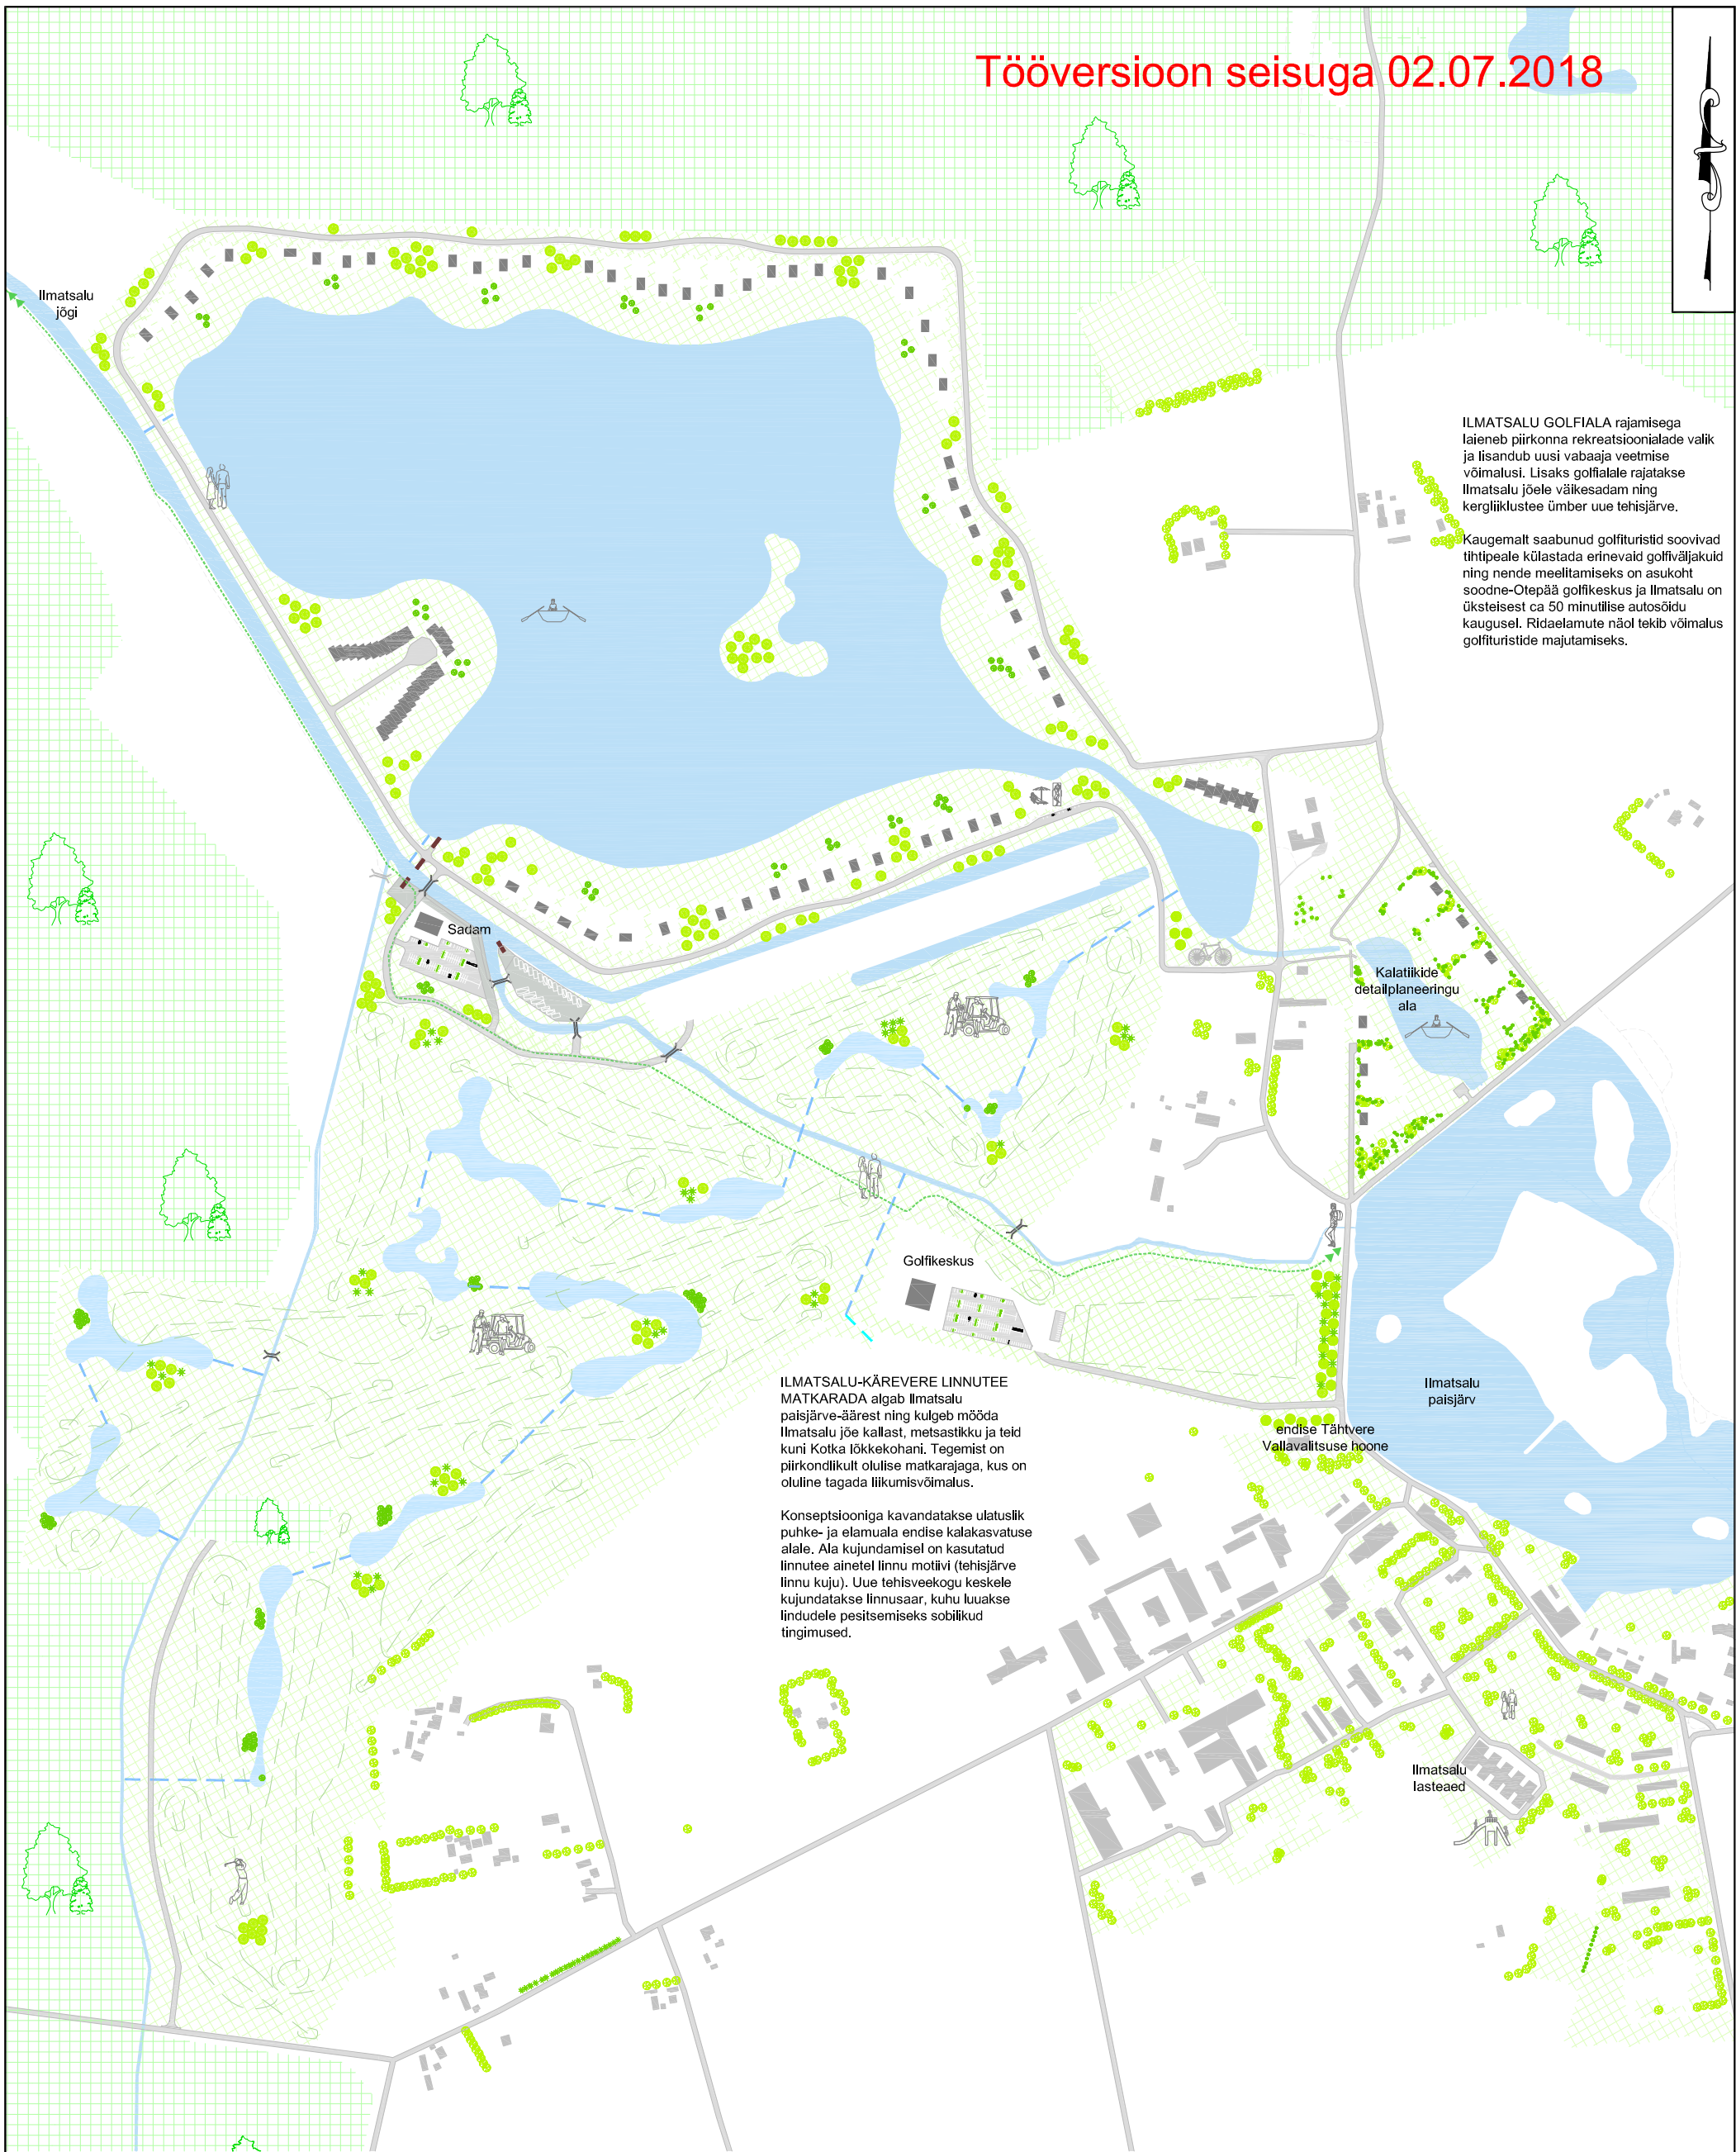 Tööversioon seisuga 02.07.2018
Ilmatsalu
jõgi
ILMATSALU GOLFIALA rajamisega
laieneb piirkonna rekreatsioonialade valik
ja lisandub uusi vabaaja veetmise
võimalusi. Lisaks golfialale rajatakse
Ilmatsalu jõele väikesadam ning
kergliiklustee ümber uue tehisjärve.
Kaugemalt saabunud golfituristid soovivad
tihtipeale külastada erinevaid golfiväljakuid
ning nende meelitamiseks on asukoht
soodne-Otepää golfikeskus ja Ilmatsalu on
üksteisest ca 50 minutilise autosõidu
kaugusel. Ridaelamute näol tekib võimalus
golfituristide majutamiseks.
Sadam
Kalatiikide
detailplaneeringu
ala
Golfikeskus
ILMATSALU-KÄREVERE LINNUTEE
MATKARADA algab Ilmatsalu
paisjärve-äärest ning kulgeb mööda
Ilmatsalu jõe kallast, metsastikku ja teid
kuni Kotka lõkkekohani. Tegemist on
piirkondlikult olulise matkarajaga, kus on
oluline tagada liikumisvõimalus.
Konseptsiooniga kavandatakse ulatuslik
puhke- ja elamuala endise kalakasvatuse
alale. Ala kujundamisel on kasutatud
linnutee ainetel linnu motiivi (tehisjärve
linnu kuju). Uue tehisveekogu keskele
kujundatakse linnusaar, kuhu luuakse
lindudele pesitsemiseks sobilikud
tingimused.
Ilmatsalu
paisjärv
endise Tähtvere
Vallavalitsuse hoone
Ilmatsalu
lasteaed